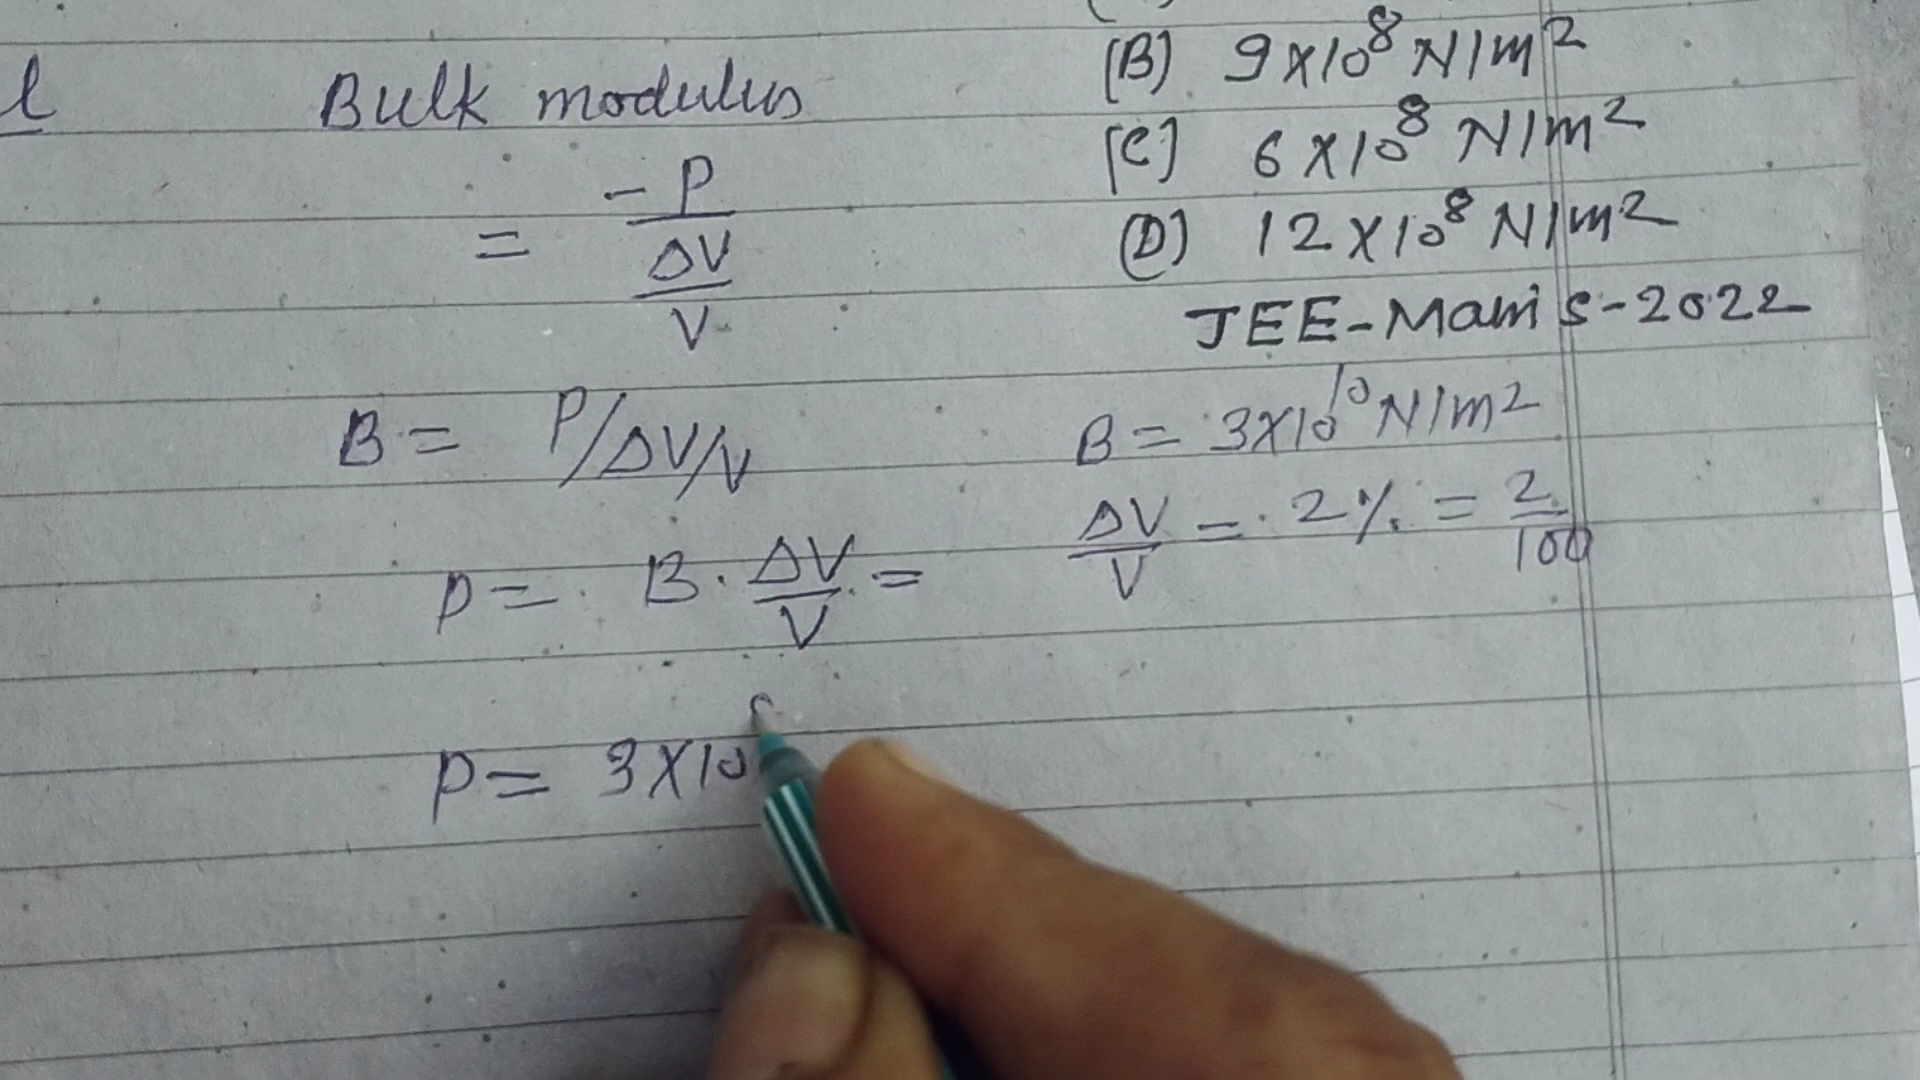 (B) 9×10⁸ N/m²
l Bulk modulus
(C) 6×10⁸ N/m²
= -P / ΔV/V
(D) 12×10⁸ N/m²
JEE-Mains-2022
B = P/ΔV/V
B = 3×10¹⁰ N/m²
ΔV/V = 2% = 2/100
P = B. ΔV/V =
P = 3×10